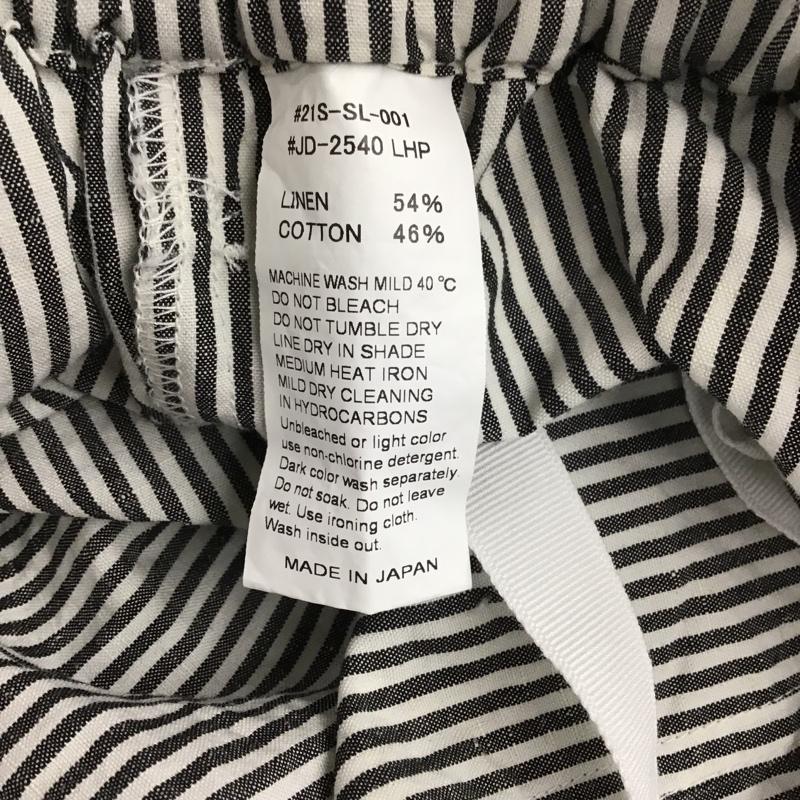 #21S-SL-001
#JD-2540 LHP
LINEN 54%
COTTON 46%
MACHINE WASH MILD 40 ℃
DO NOT BLEACH
DO NOT TUMBLE DRY
LINE DRY IN SHADE
MEDIUM HEAT IRON
MILD DRY CLEANING
IN HYDROCARBONS
Unbleached or light color
use non-chlorine detergent.
Dark color wash separately.
Do not soak. Do not leave
wet. Use ironing cloth.
Wash inside out.
MADE IN JAPAN